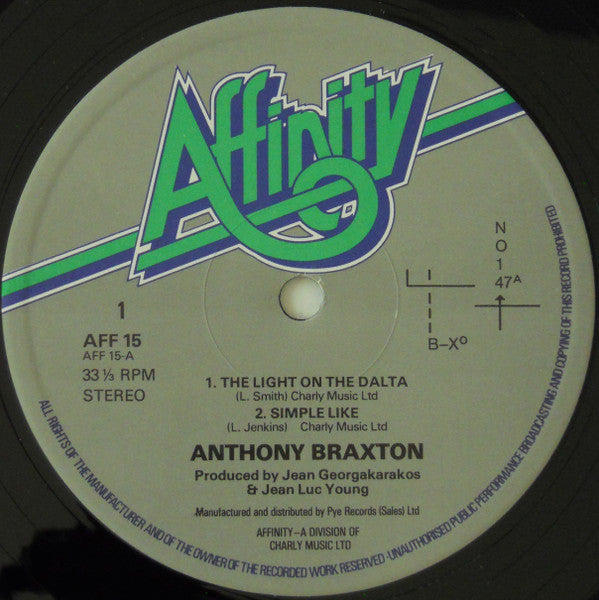 Affinity
1
AFF 15
AFF 15-A
33 ⅓ RPM
STEREO
N
O
1
47A
B-X⁰
1. THE LIGHT ON THE DALTA
(L. Smith) Charly Music Ltd
2. SIMPLE LIKE
(L. Jenkins) Charly Music Ltd
ANTHONY BRAXTON
Produced by Jean Georgakarakos
& Jean Luc Young
Manufactured and distributed by Pye Records (Sales) Ltd
AFFINITY—A DIVISION OF
CHARLY MUSIC LTD
ALL RIGHTS OF THE MANUFACTURER AND OF THE OWNER OF THE RECORDED WORK RESERVED · UNAUTHORISED PUBLIC PERFORMANCE BROADCASTING AND COPYING OF THIS RECORD PROHIBITED